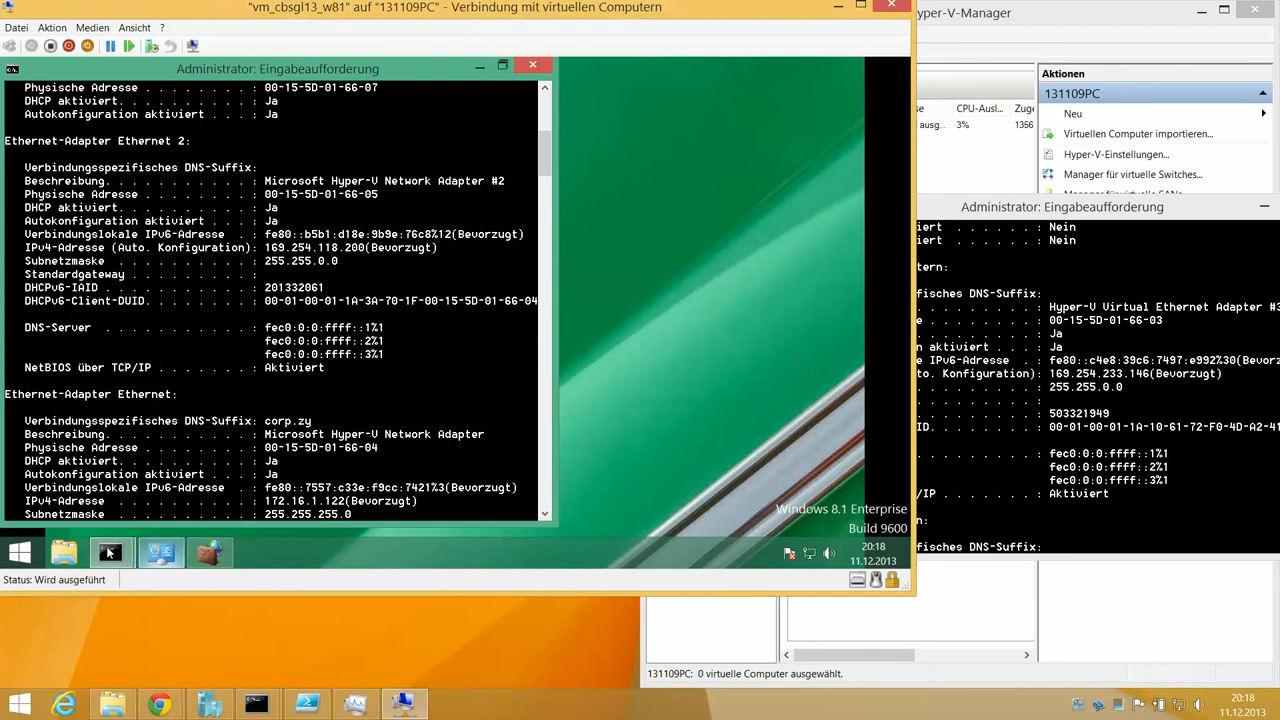 "vm_cbsgl13_w81" auf "131109PC" - Verbindung mit virtuellen Computern
Datei Aktion Medien Ansicht ?
Administrator: Eingabeaufforderung
Physische Adresse . . . . . . . . : 00-15-5D-01-66-07
DHCP aktiviert. . . . . . . . . . : Ja
Autokonfiguration aktiviert . . . : Ja
Ethernet-Adapter Ethernet 2:
Verbindungsspezifisches DNS-Suffix:
Beschreibung. . . . . . . . . . . : Microsoft Hyper-V Network Adapter #2
Physische Adresse . . . . . . . . : 00-15-5D-01-66-05
DHCP aktiviert. . . . . . . . . . : Ja
Autokonfiguration aktiviert . . . : Ja
Verbindungslokale IPv6-Adresse . : fe80::b5b1:d18e:9b9e:76c8%12(Bevorzugt)
IPv4-Adresse (Auto. Konfiguration): 169.254.118.200(Bevorzugt)
Subnetzmaske . . . . . . . . . . : 255.255.0.0
Standardgateway . . . . . . . . . :
DHCPv6-IAID . . . . . . . . . . . : 201332061
DHCPv6-Client-DUID. . . . . . . . : 00-01-00-01-1A-3A-70-1F-00-15-5D-01-66-04
DNS-Server . . . . . . . . . . . : fec0:0:0:ffff::1%1
fec0:0:0:ffff::2%1
fec0:0:0:ffff::3%1
NetBIOS über TCP/IP . . . . . . . : Aktiviert
Ethernet-Adapter Ethernet:
Verbindungsspezifisches DNS-Suffix: corp.zy
Beschreibung. . . . . . . . . . . : Microsoft Hyper-V Network Adapter
Physische Adresse . . . . . . . . : 00-15-5D-01-66-04
DHCP aktiviert. . . . . . . . . . : Ja
Autokonfiguration aktiviert . . . : Ja
Verbindungslokale IPv6-Adresse . : fe80::7557:c33e:f9cc:7421%3(Bevorzugt)
IPv4-Adresse . . . . . . . . . . : 172.16.1.122(Bevorzugt)
Subnetzmaske . . . . . . . . . . : 255.255.255.0
Windows 8.1 Enterprise
Build 9600
20:18
11.12.2013
Status: Wird ausgeführt
yper-V-Manager
se CPU-Ausl... Zuge
ausg... 3% 1356
Aktionen
131109PC
Neu
Virtuellen Computer importieren...
Hyper-V-Einstellungen...
Manager für virtuelle Switches...
Manager für virtuelle SANs
Administrator: Eingabeaufforderung
iert . . . . . . : Nein
iert . . . . . . : Nein
tern:
ifisches DNS-Suffix:
. . . . . . . . : Hyper-V Virtual Ethernet Adapter #3
e . . . . . . . . : 00-15-5D-01-66-03
. . . . . . . . : Ja
n aktiviert . . . : Ja
e IPv6-Adresse . : fe80::c4e8:39c6:7497:e992%30(Bevorzugt)
to. Konfiguration): 169.254.233.146(Bevorzugt)
. . . . . . . . : 255.255.0.0
. . . . . . . . :
. . . . . . . . : 503321949
ID. . . . . . . . : 00-01-00-01-1A-10-61-72-F0-4D-A2-41
. . . . . . . . : fec0:0:0:ffff::1%1
fec0:0:0:ffff::2%1
fec0:0:0:ffff::3%1
/IP . . . . . . . : Aktiviert
n:
ifisches DNS-Suffix:
131109PC: 0 virtuelle Computer ausgewählt.
20:18
11.12.2013